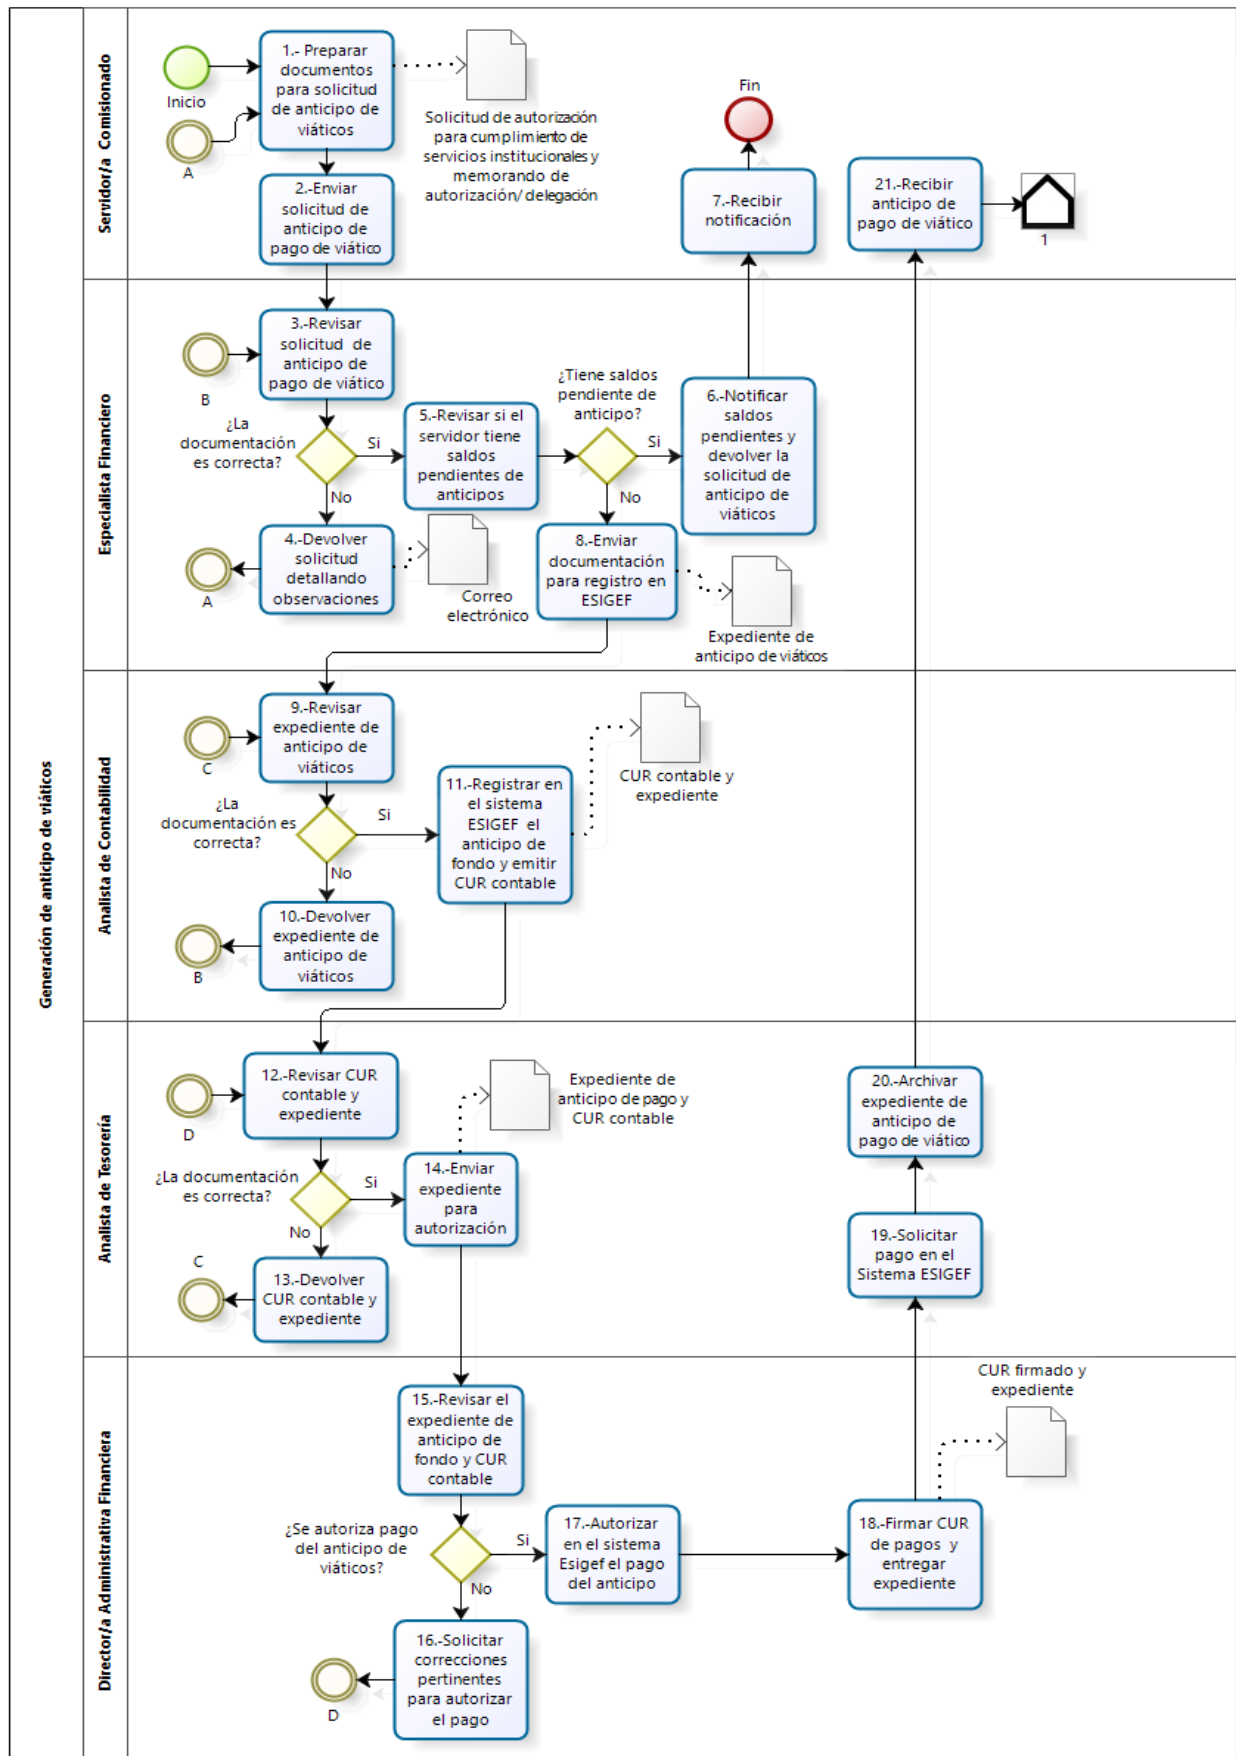 Generación de anticipo de viáticos
Servidor/a Comisionado
Inicio
A
1.- Preparar
documentos
para solicitud
de anticipo de
viáticos
Solicitud de autorización
para cumplimiento de
servicios institucionales y
memorando de
autorización/ delegación
2.-Enviar
solicitud de
anticipo de
pago de viático
Fin
7.-Recibir
notificación
21.-Recibir
anticipo de
pago de viático
1
Especialista Financiero
3.-Revisar
solicitud de
anticipo de
pago de viático
B
¿La
documentación
es correcta?
Si
No
5.-Revisar si el
servidor tiene
saldos
pendientes de
anticipos
¿Tiene saldos
pendiente de
anticipo?
Si
No
6.-Notificar
saldos
pendientes y
devolver la
solicitud de
anticipo de
viáticos
4.-Devolver
solicitud
detallando
observaciones
A
Correo
electrónico
8.-Enviar
documentación
para registro en
ESIGEF
Expediente de
anticipo de viáticos
Analista de Contabilidad
9.-Revisar
expediente de
anticipo de
viáticos
C
¿La
documentación es
correcta?
Si
No
11.-Registrar en
el sistema
ESIGEF el
anticipo de
fondo y emitir
CUR contable
CUR contable y
expediente
10.-Devolver
expediente de
anticipo de
viáticos
B
Analista de Tesorería
12.-Revisar CUR
contable y
expediente
D
¿La documentación
es correcta?
Si
No
14.-Enviar
expediente
para
autorización
Expediente de
anticipo de pago y
CUR contable
13.-Devolver
CUR contable y
expediente
C
20.-Archivar
expediente de
anticipo de
pago de viático
19.-Solicitar
pago en el
Sistema ESIGEF
Director/a Administrativa Financiera
15.-Revisar el
expediente de
anticipo de
fondo y CUR
contable
¿Se autoriza pago
del anticipo de
viáticos?
Si
No
17.-Autorizar
en el sistema
Esigef el pago
del anticipo
18.-Firmar CUR
de pagos y
entregar
expediente
CUR firmado y
expediente
16.-Solicitar
correcciones
pertinentes
para autorizar
el pago
D